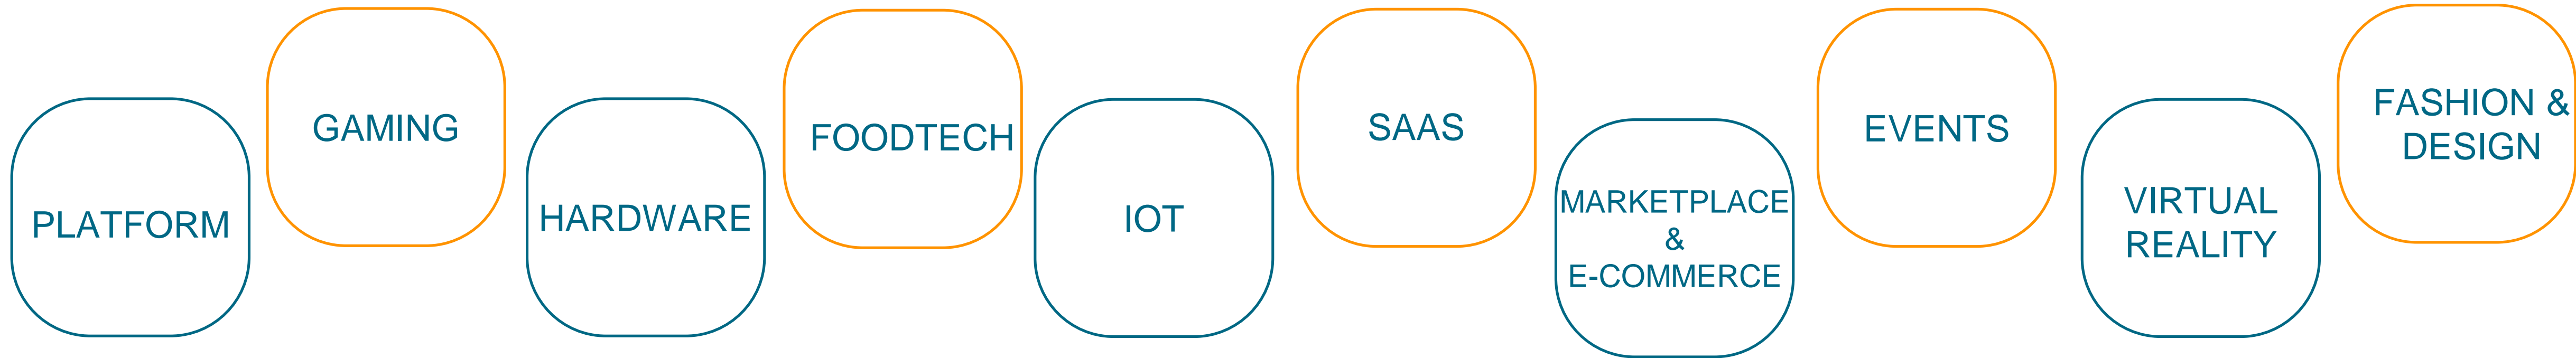 PLATFORM
GAMING
HARDWARE
FOODTECH
IOT
SAAS
MARKETPLACE
&
E-COMMERCE
EVENTS
VIRTUAL
REALITY
FASHION &
DESIGN